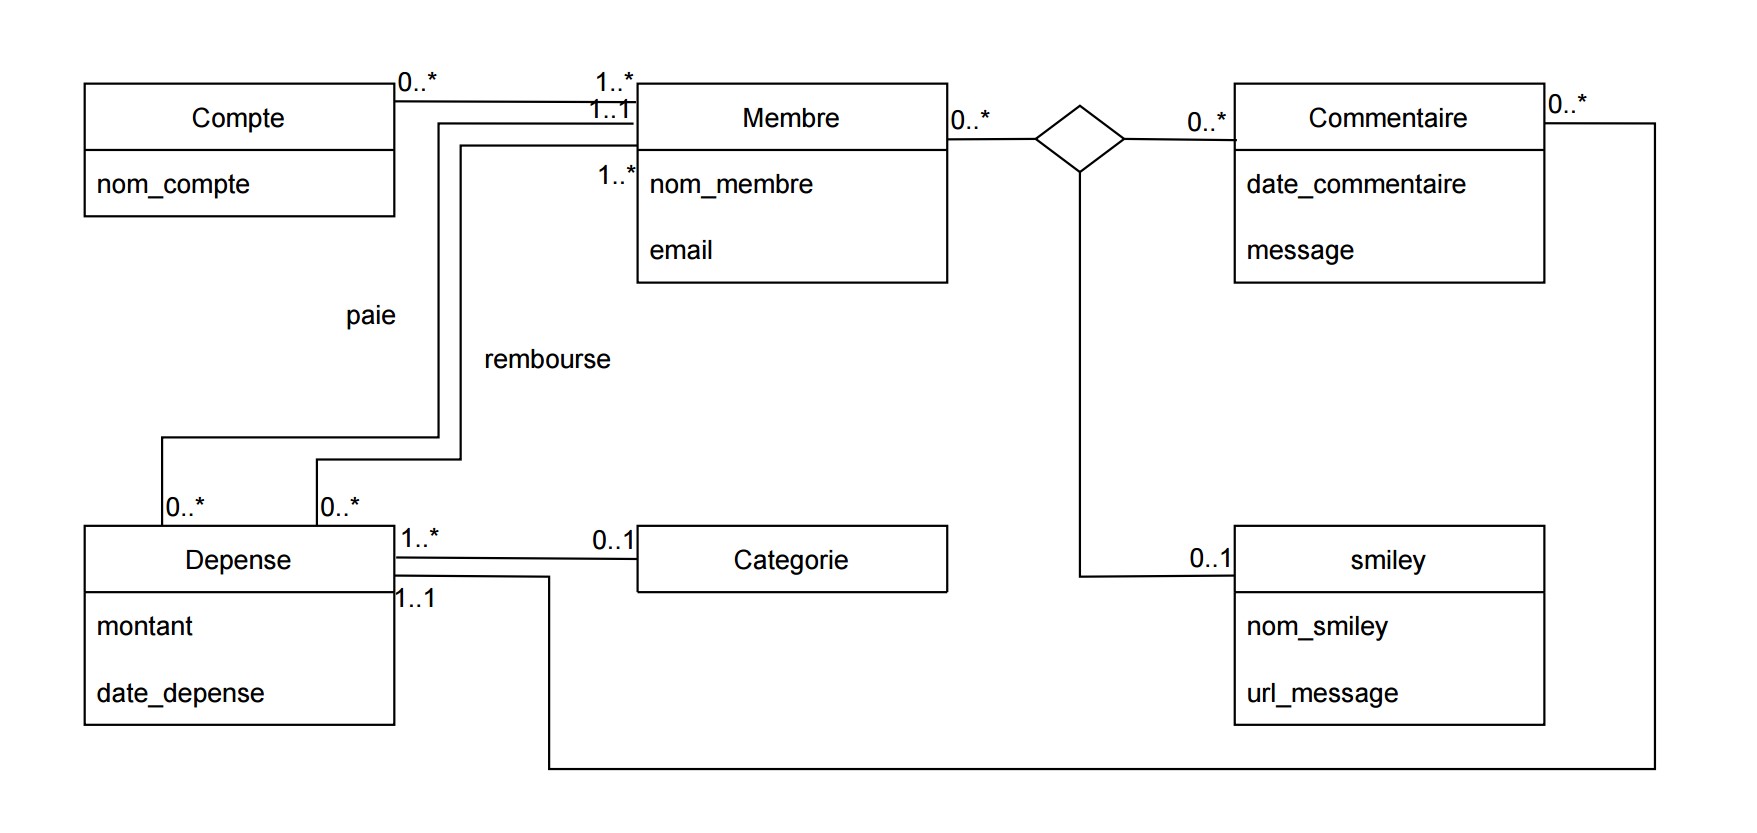 0..*
1..*
1..1
Compte
nom_compte
1..*
Membre
nom_membre
email
0..*
0..*
Commentaire
date_commentaire
message
0..*
paie
rembourse
0..*
0..*
Depense
montant
date_depense
1..*
0..1
1..1
Categorie
0..1
smiley
nom_smiley
url_message